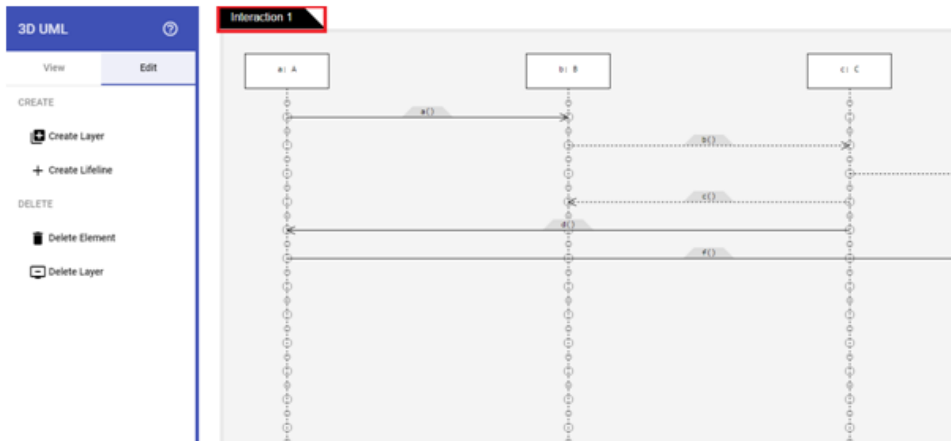 3D UML
View Edit
CREATE
Create Layer
Create Lifeline
DELETE
Delete Element
Delete Layer
Interaction 1
a: A b: B c: C
a()
b()
c()
d()
f()